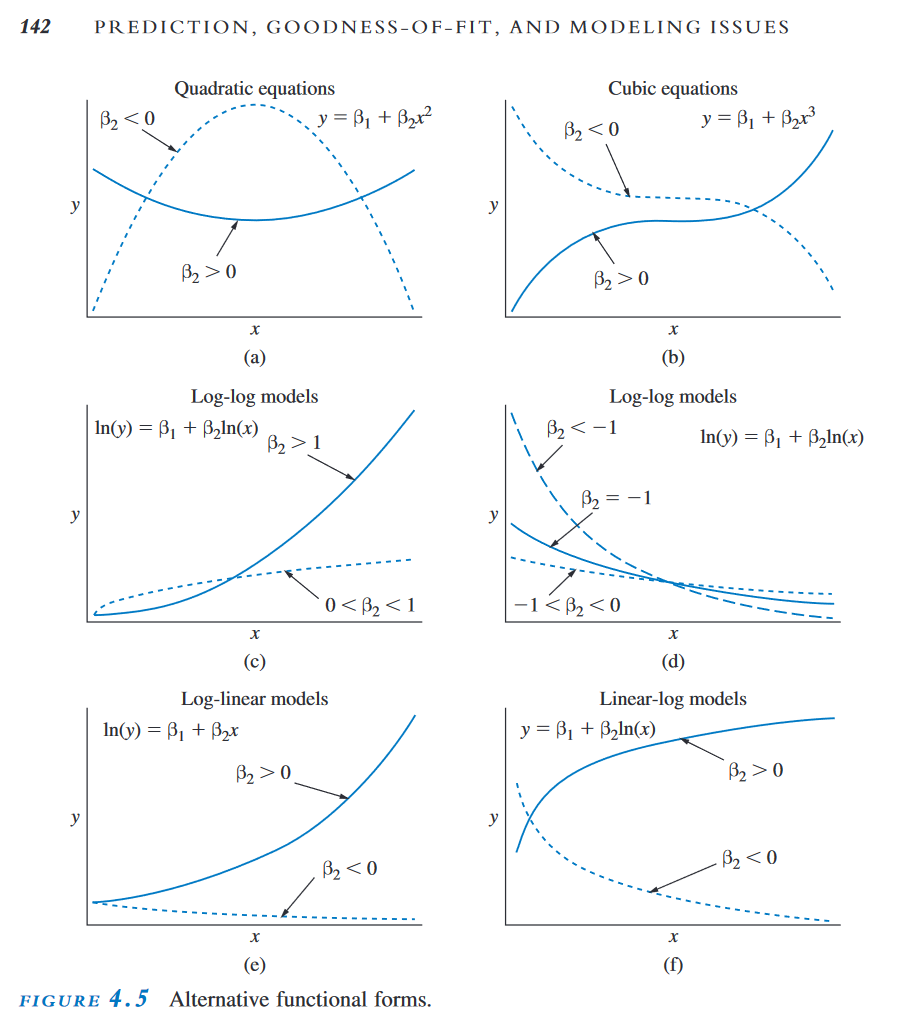 142 PREDICTION, GOODNESS-OF-FIT, AND MODELING ISSUES
Quadratic equations
β₂ < 0
y = β₁ + β₂x²
y
β₂ > 0
x
(a)
Cubic equations
β₂ < 0
y = β₁ + β₂x³
y
β₂ > 0
x
(b)
Log-log models
ln(y) = β₁ + β₂ln(x)
β₂ > 1
y
0 < β₂ < 1
x
(c)
Log-log models
β₂ < −1
ln(y) = β₁ + β₂ln(x)
β₂ = −1
y
−1 < β₂ < 0
x
(d)
Log-linear models
ln(y) = β₁ + β₂x
β₂ > 0
y
β₂ < 0
x
(e)
Linear-log models
y = β₁ + β₂ln(x)
β₂ > 0
y
β₂ < 0
x
(f)
FIGURE 4.5 Alternative functional forms.